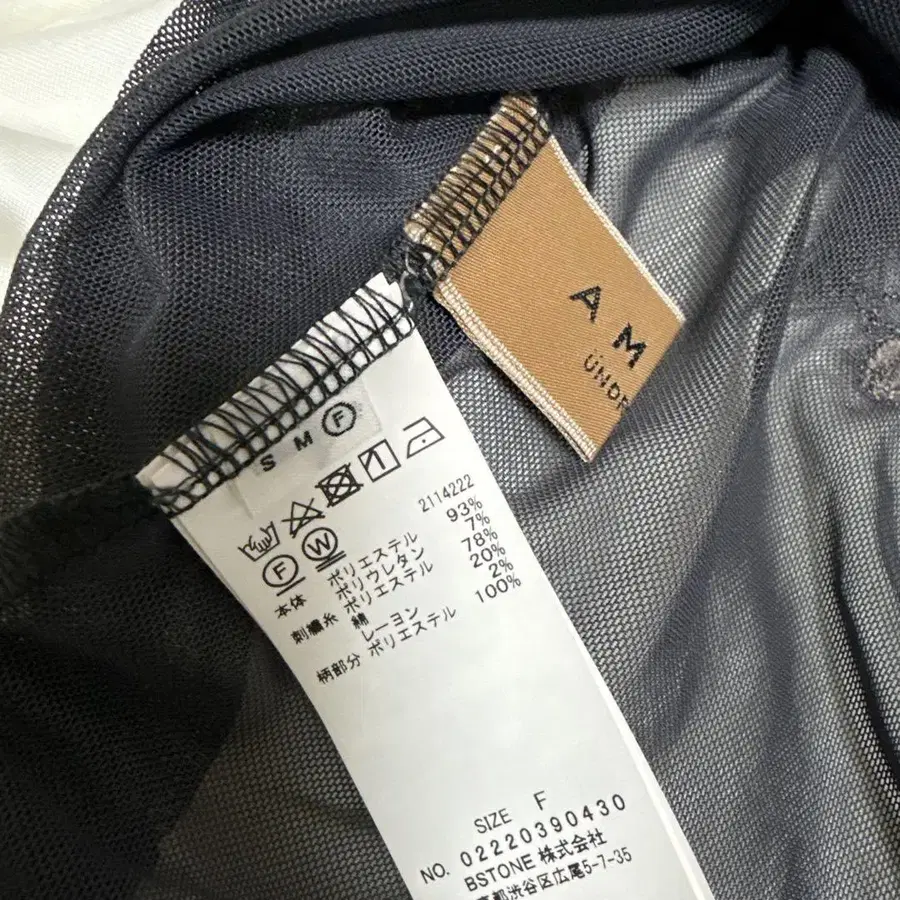 A M
ÜNDR
S M F
2114222
F W
本体 ポリエステル 93%
ポリウレタン 7%
刺繍糸 ポリエステル 78%
綿 20%
レーヨン 2%
柄部分 ポリエステル 100%
SIZE F
NO. 02220390430
BSTONE 株式会社
都渋谷区広尾5-7-35